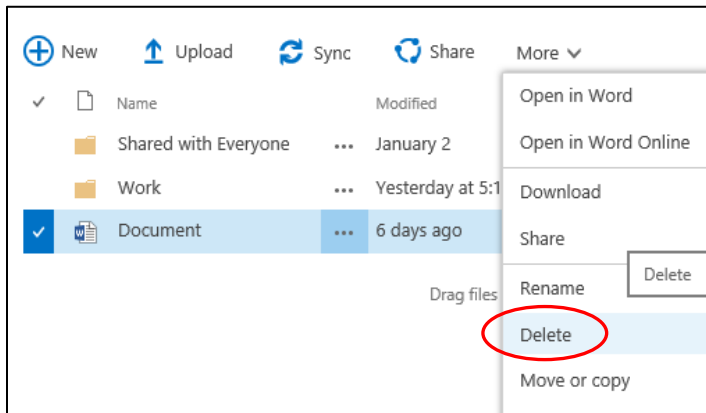 New Upload Sync Share More
Name Modified
Open in Word
Shared with Everyone ... January 2
Open in Word Online
Work ... Yesterday at 5:1
Download
Document ... 6 days ago
Share
Delete
Drag files
Rename
Delete
Move or copy